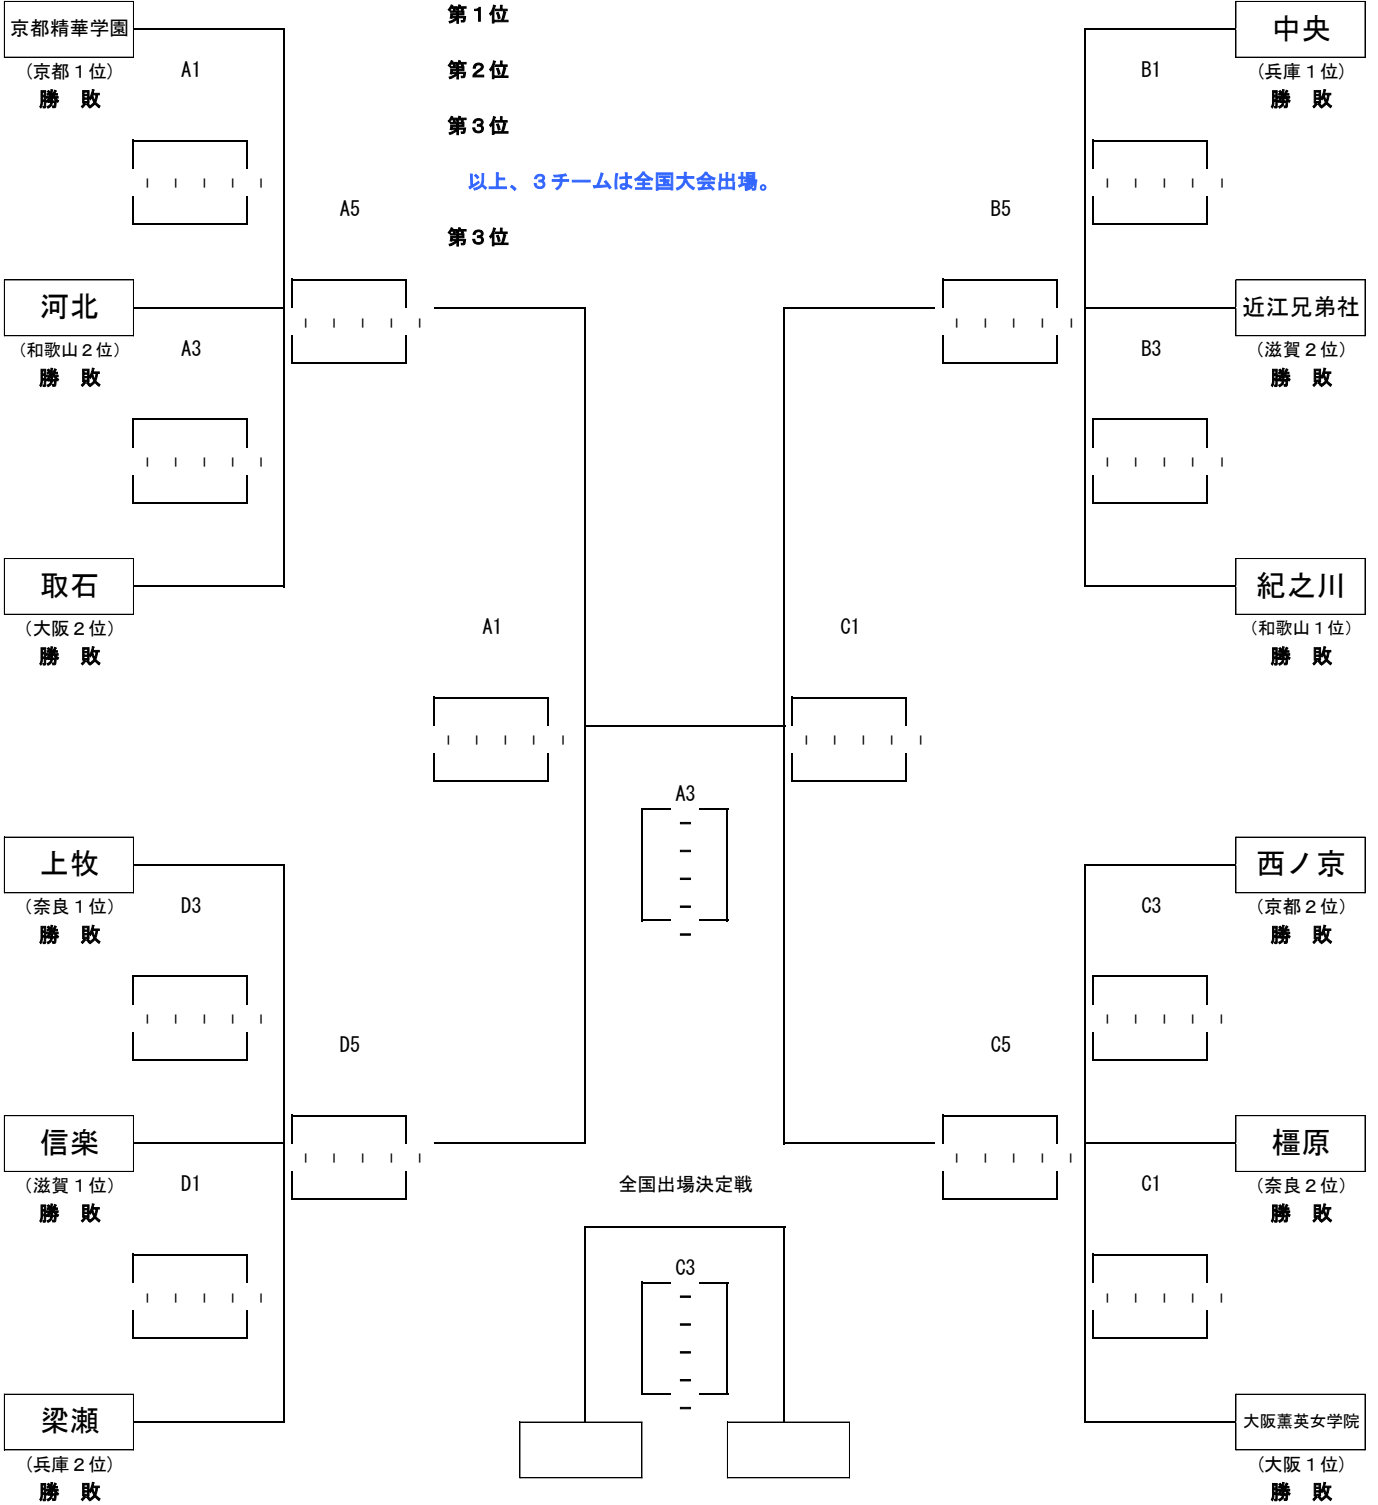 京都精華学園
(京都１位)
勝　敗
A1
第１位
第２位
第３位
以上、３チームは全国大会出場。
第３位
中央
(兵庫１位)
勝　敗
B1
A5
B5
河北
(和歌山２位)
勝　敗
A3
近江兄弟社
(滋賀２位)
勝　敗
B3
取石
(大阪２位)
勝　敗
A1
C1
紀之川
(和歌山１位)
勝　敗
A3
上牧
(奈良１位)
勝　敗
D3
西ノ京
(京都２位)
勝　敗
C3
D5
C5
信楽
(滋賀１位)
勝　敗
D1
全国出場決定戦
C3
橿原
(奈良２位)
勝　敗
C1
梁瀬
(兵庫２位)
勝　敗
大阪薫英女学院
(大阪１位)
勝　敗